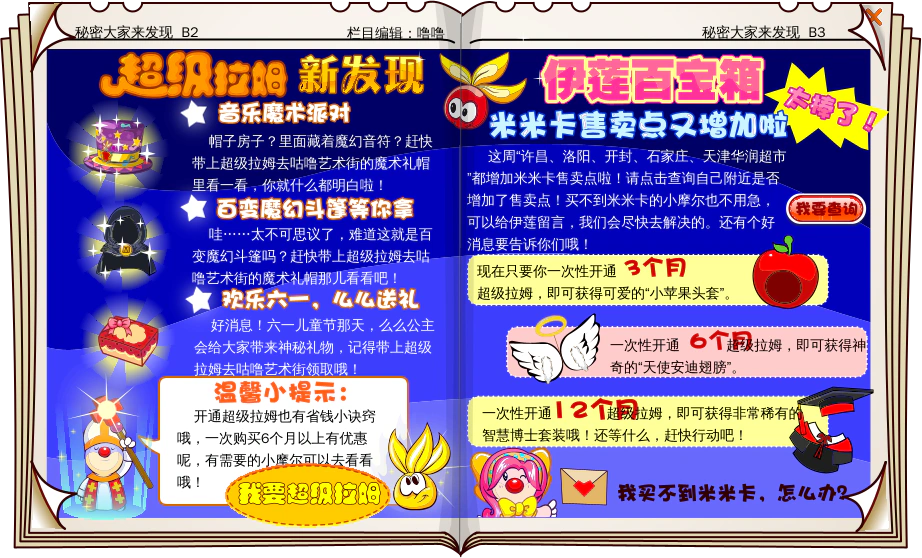 秘密大家来发现 B2
栏目编辑：噜噜
超级拉姆 新发现
音乐魔术派对
帽子房子？里面藏着魔幻音符？赶快
带上超级拉姆去咕噜艺术街的魔术礼帽
里看一看，你就什么都明白啦！
百变魔幻斗篷等你拿
哇……太不可思议了，难道这就是百
变魔幻斗篷吗？赶快带上超级拉姆去咕
噜艺术街的魔术礼帽那儿看看吧！
欢乐六一，么么送礼
好消息！六一儿童节那天，么么公主
会给大家带来神秘礼物，记得带上超级
拉姆去咕噜艺术街领取哦！
温馨小提示：
开通超级拉姆也有省钱小诀窍
哦，一次购买6个月以上有优惠
呢，有需要的小摩尔可以去看看
哦！
我要超级拉姆
秘密大家来发现 B3
伊莲百宝箱
太棒了！
米米卡售卖点又增加啦
这周“许昌、洛阳、开封、石家庄、天津华润超市
”都增加米米卡售卖点啦！请点击查询自己附近是否
增加了售卖点！买不到米米卡的小摩尔也不用急，
可以给伊莲留言，我们会尽快去解决的。还有个好
消息要告诉你们哦！
我要查询
现在只要你一次性开通 3个月
超级拉姆，即可获得可爱的“小苹果头套”。
一次性开通 6个月 超级拉姆，即可获得神
奇的“天使安迪翅膀”。
一次性开通 12个月 超级拉姆，即可获得非常稀有的
智慧博士套装哦！还等什么，赶快行动吧！
我买不到米米卡，怎么办？